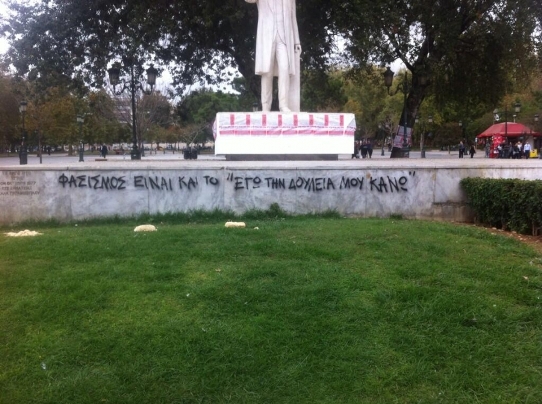 ΦΑΣΙΣΜΟΣ ΕΙΝΑΙ ΚΑΙ ΤΟ "ΕΓΩ ΤΗΝ ΔΟΥΛΕΙΑ ΜΟΥ ΚΑΝΩ"